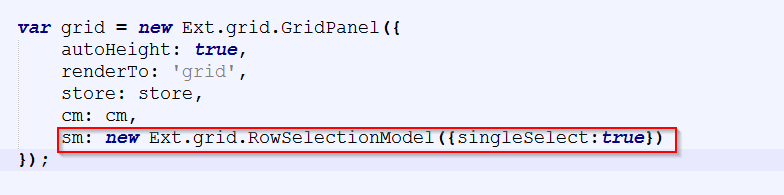 var grid = new Ext.grid.GridPanel({
autoHeight: true,
renderTo: 'grid',
store: store,
cm: cm,
sm: new Ext.grid.RowSelectionModel({singleSelect:true})
});